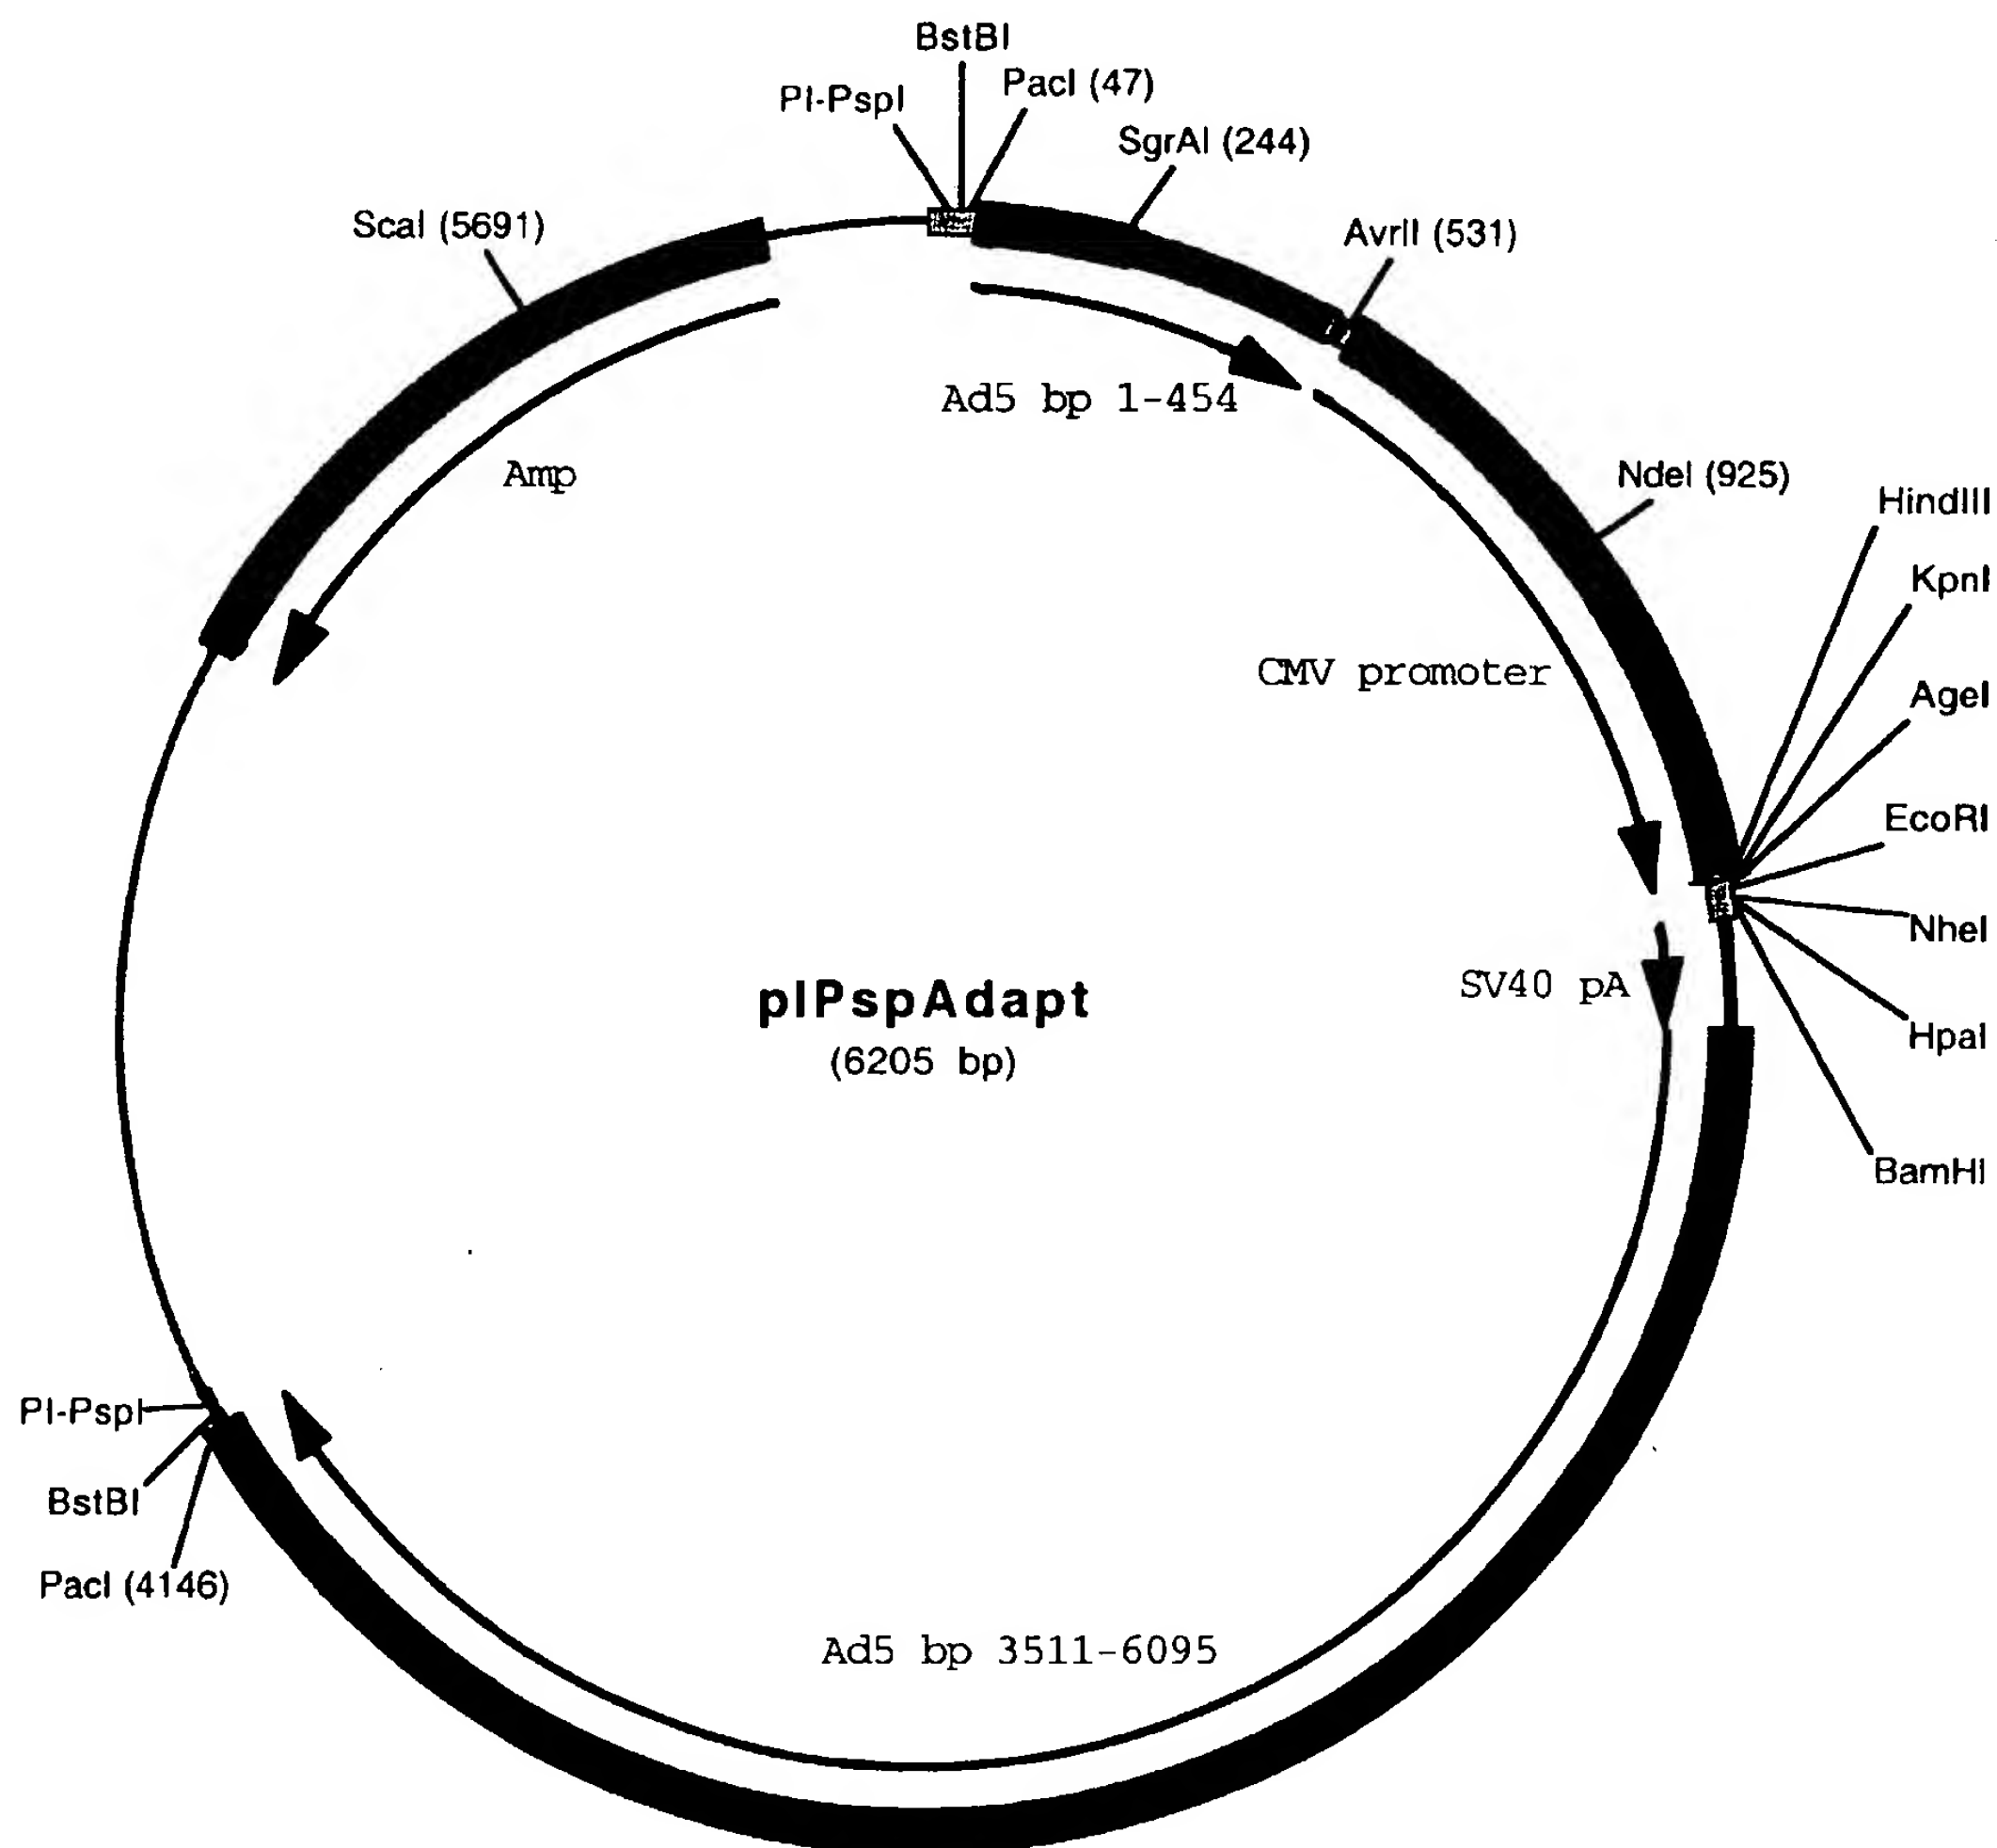 BstBI
PI-PspI
PacI (47)
SgrAI (244)
ScaI (5691)
AvrII (531)
Ad5 bp 1-454
Amp
NdeI (925)
HindIII
KpnI
CMV promoter
AgeI
EcoRI
NheI
SV40 pA
pIPspAdapt
(6205 bp)
HpaI
BamHI
PI-PspI
BstBI
PacI (4146)
Ad5 bp 3511-6095